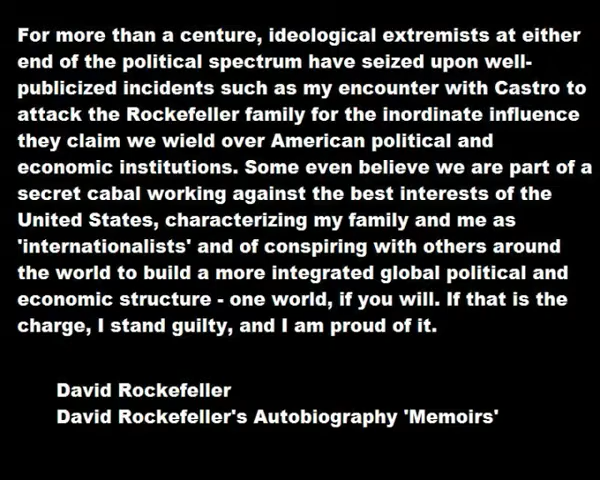 For more than a centure, ideological extremists at either
end of the political spectrum have seized upon well-
publicized incidents such as my encounter with Castro to
attack the Rockefeller family for the inordinate influence
they claim we wield over American political and
economic institutions. Some even believe we are part of a
secret cabal working against the best interests of the
United States, characterizing my family and me as
'internationalists' and of conspiring with others around
the world to build a more integrated global political and
economic structure - one world, if you will. If that is the
charge, I stand guilty, and I am proud of it.
David Rockefeller
David Rockefeller's Autobiography 'Memoirs'